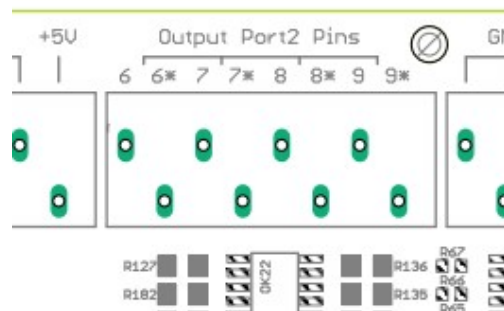 +5V Output Port2 Pins
6 6* 7 7* 8 8* 9 9*
R127 OK22 R136 R67
R182 R135 R66
R65